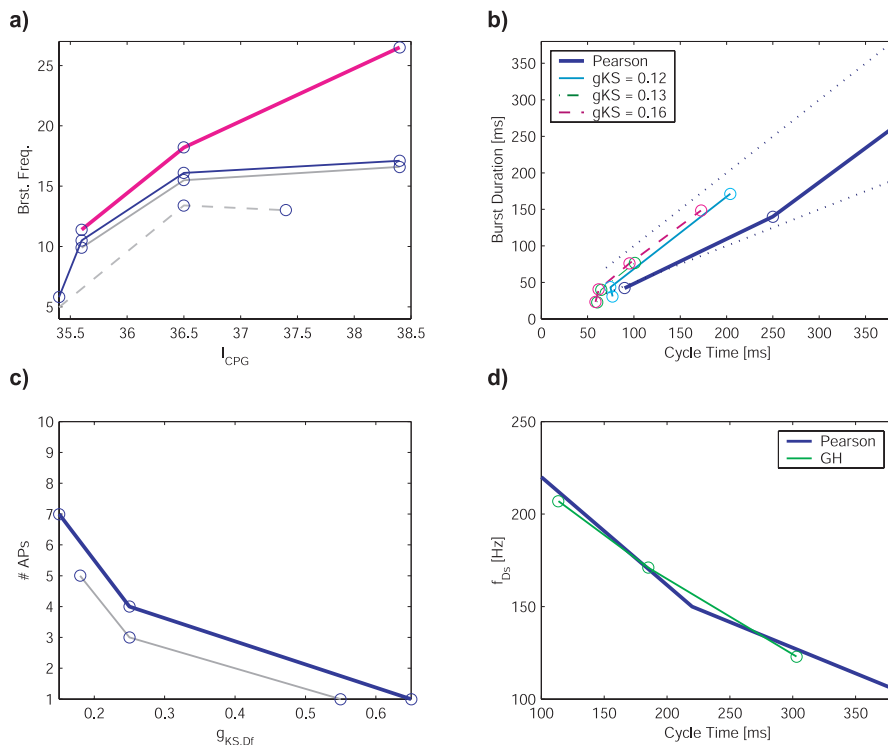 a)
25
20
15
10
5
Brst. Freq.
35.5 36 36.5 37 37.5 38 38.5
I_CPG
b)
350
300
250
200
150
100
50
0
Burst Duration [ms]
Pearson
gKS = 0.12
gKS = 0.13
gKS = 0.16
0 50 100 150 200 250 300 350
Cycle Time [ms]
c)
10
9
8
7
6
5
4
3
2
1
# APs
0.2 0.3 0.4 0.5 0.6
g_KS,Df
d)
250
200
150
100
f_Ds [Hz]
Pearson
GH
100 150 200 250 300 350
Cycle Time [ms]